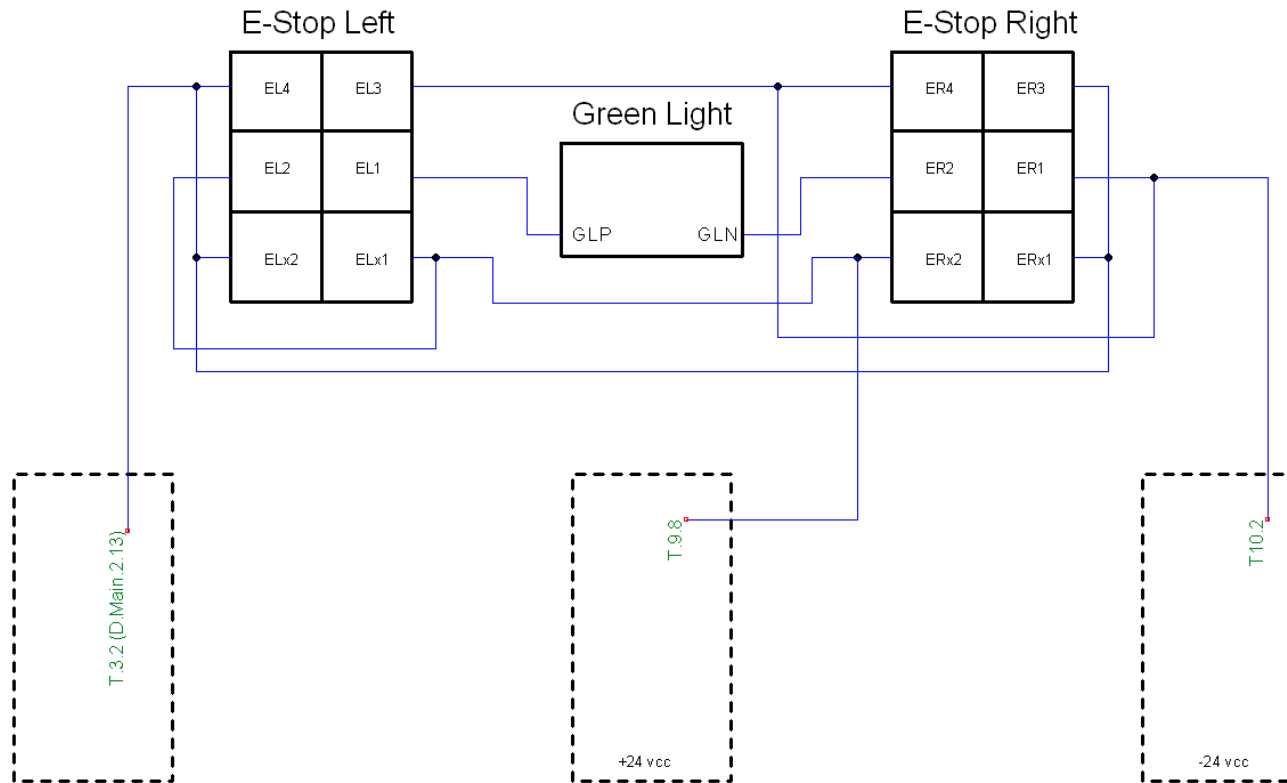 E-Stop Left
E-Stop Right
EL4
EL3
ER4
ER3
Green Light
EL2
EL1
ER2
ER1
GLP
GLN
ELx2
ELx1
ERx2
ERx1
T.3.2 (D.Main.2.13)
T.9.8
T10.2
+24 vcc
-24 vcc